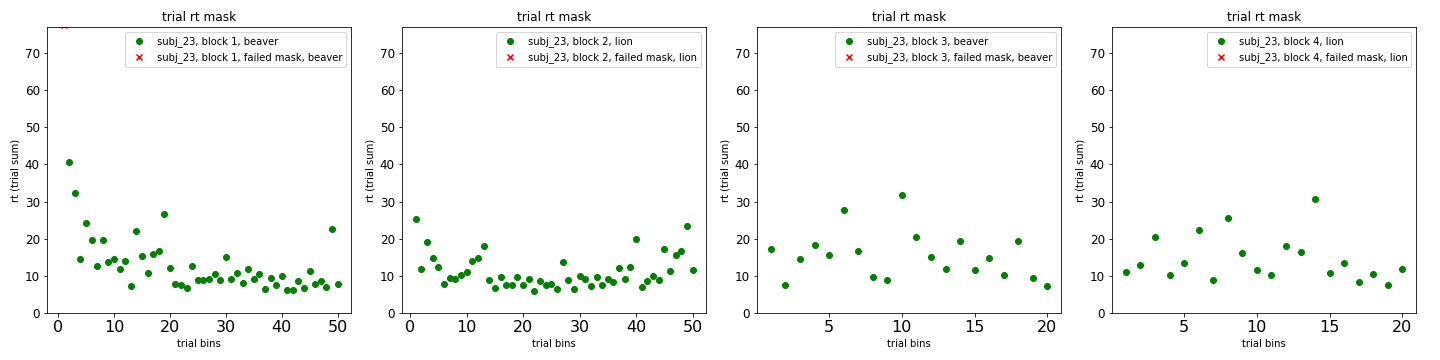 trial rt mask
subj_23, block 1, beaver
subj_23, block 1, failed mask, beaver
rt (trial sum)
70
60
50
40
30
20
10
0
0 10 20 30 40 50
trial bins
trial rt mask
subj_23, block 2, lion
subj_23, block 2, failed mask, lion
rt (trial sum)
70
60
50
40
30
20
10
0
0 10 20 30 40 50
trial bins
trial rt mask
subj_23, block 3, beaver
subj_23, block 3, failed mask, beaver
rt (trial sum)
70
60
50
40
30
20
10
0
5 10 15 20
trial bins
trial rt mask
subj_23, block 4, lion
subj_23, block 4, failed mask, lion
rt (trial sum)
70
60
50
40
30
20
10
0
5 10 15 20
trial bins